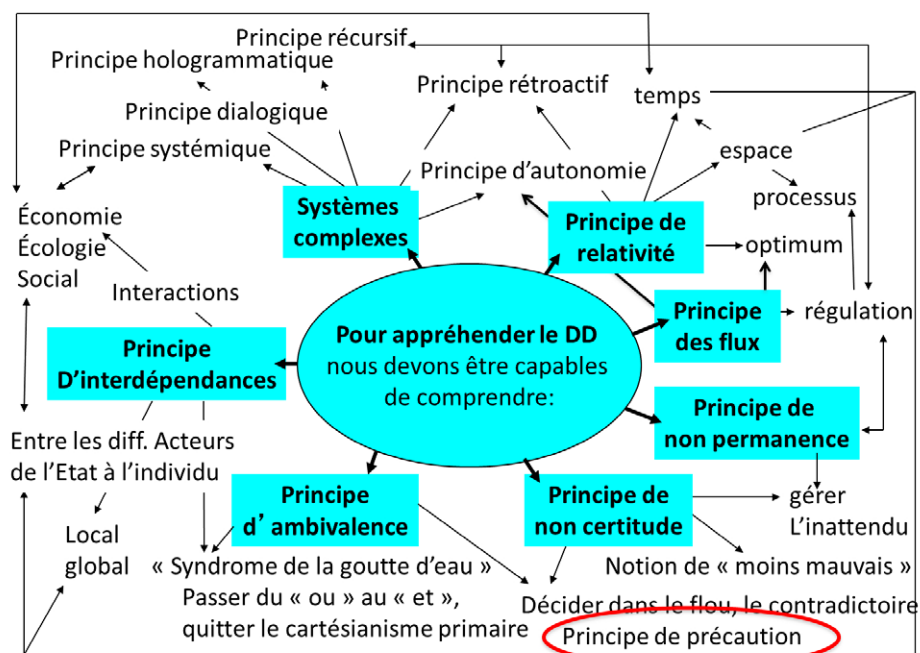 Principe récursif
Principe hologrammatique
Principe rétroactif
temps
Principe dialogique
Principe systémique
Principe d’autonomie
espace
processus
Systèmes
complexes
Principe de
relativité
optimum
Économie
Écologie
Social
Interactions
Principe
des flux
régulation
Pour appréhender le DD
nous devons être capables
de comprendre:
Principe
D’interdépendances
Principe de
non permanence
Entre les diff. Acteurs
de l’Etat à l’individu
Principe
d’ ambivalence
Principe de
non certitude
gérer
L’inattendu
Local
global
« Syndrome de la goutte d’eau »
Passer du « ou » au « et »,
quitter le cartésianisme primaire
Notion de « moins mauvais »
Décider dans le flou, le contradictoire
Principe de précaution